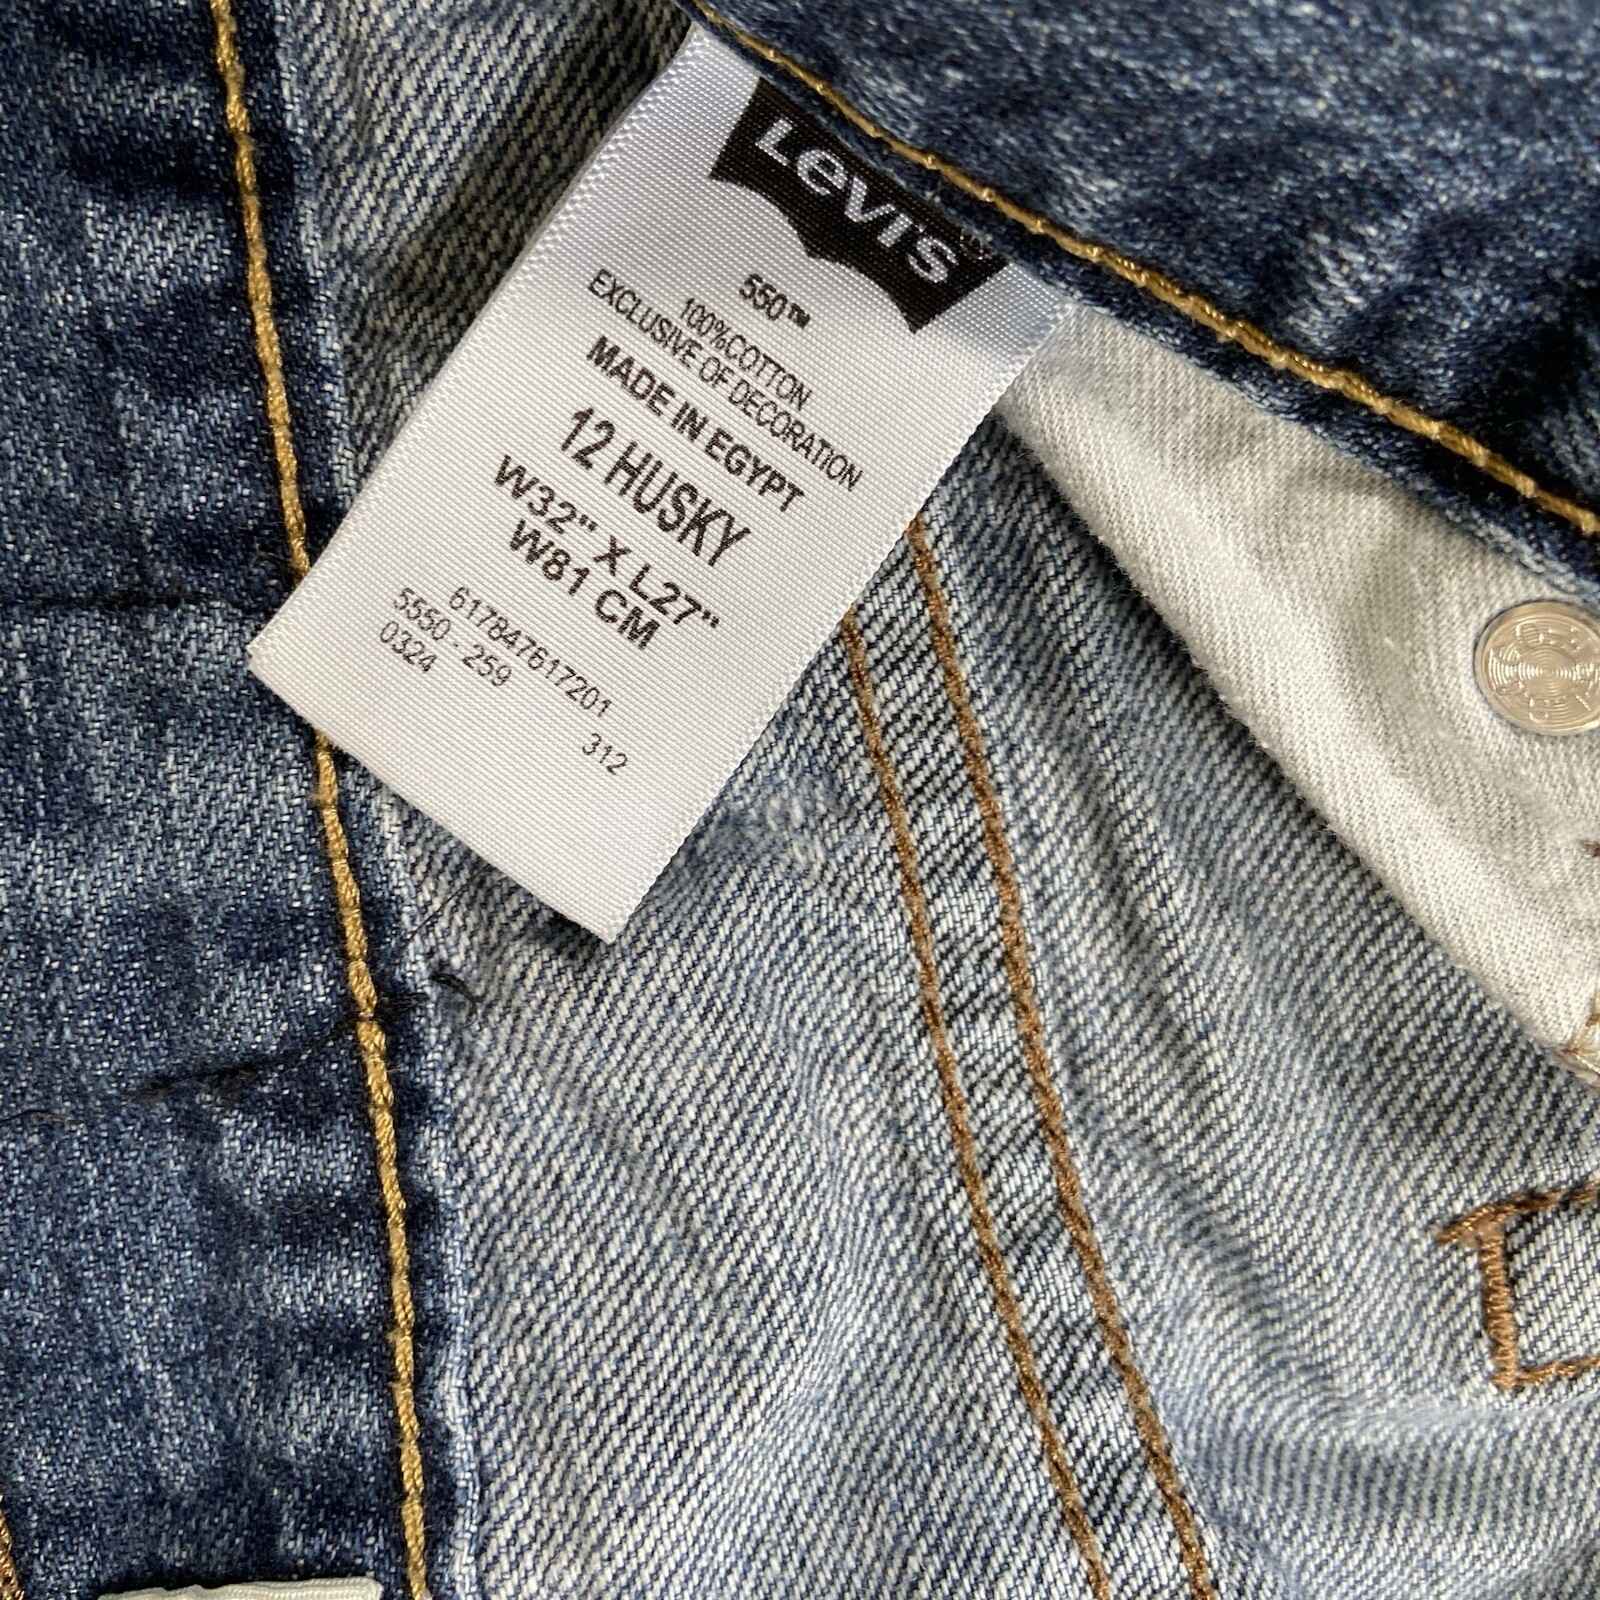 LEVI'S®
550™
100%COTTON
EXCLUSIVE OF DECORATION
MADE IN EGYPT
12 HUSKY
W32" X L27"
W81 CM
617847617201
5550 - 259
0324
312